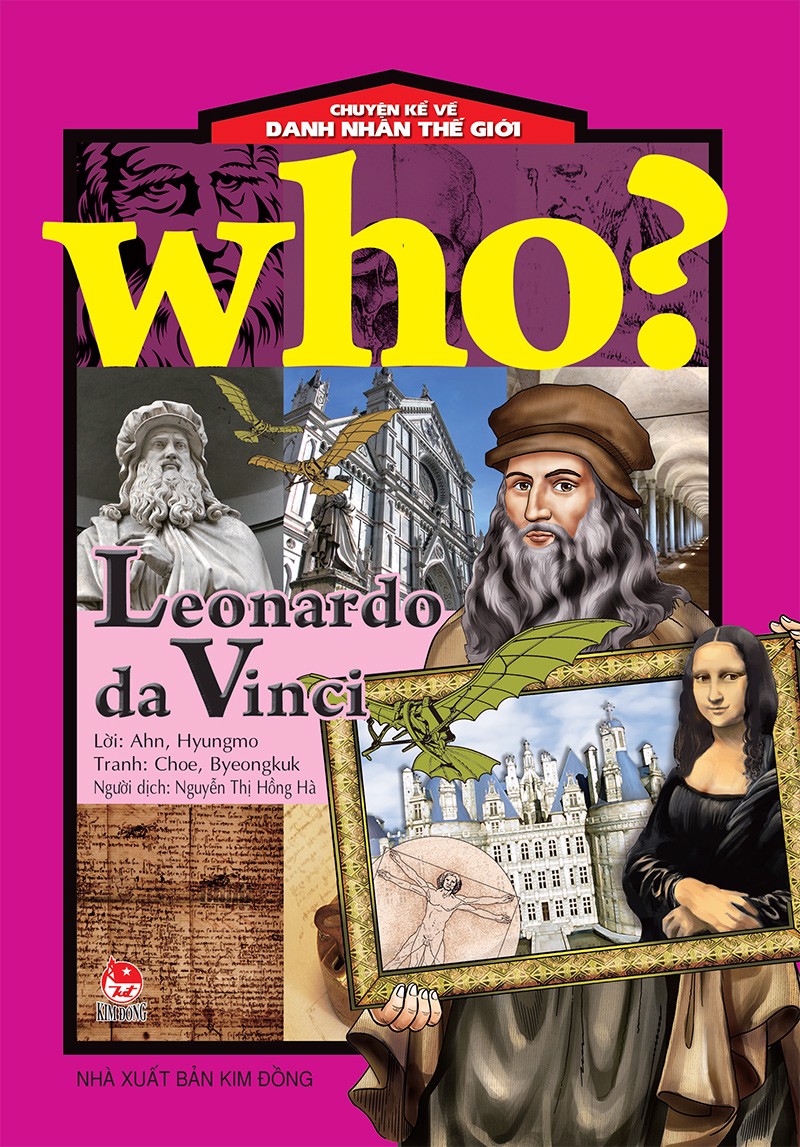 CHUYỆN KỂ VỀ
DANH NHÂN THẾ GIỚI
who?
Leonardo
da Vinci
Lời: Ahn, Hyungmo
Tranh: Choe, Byeongkuk
Người dịch: Nguyễn Thị Hồng Hà
KIM ĐỒNG
NHÀ XUẤT BẢN KIM ĐỒNG